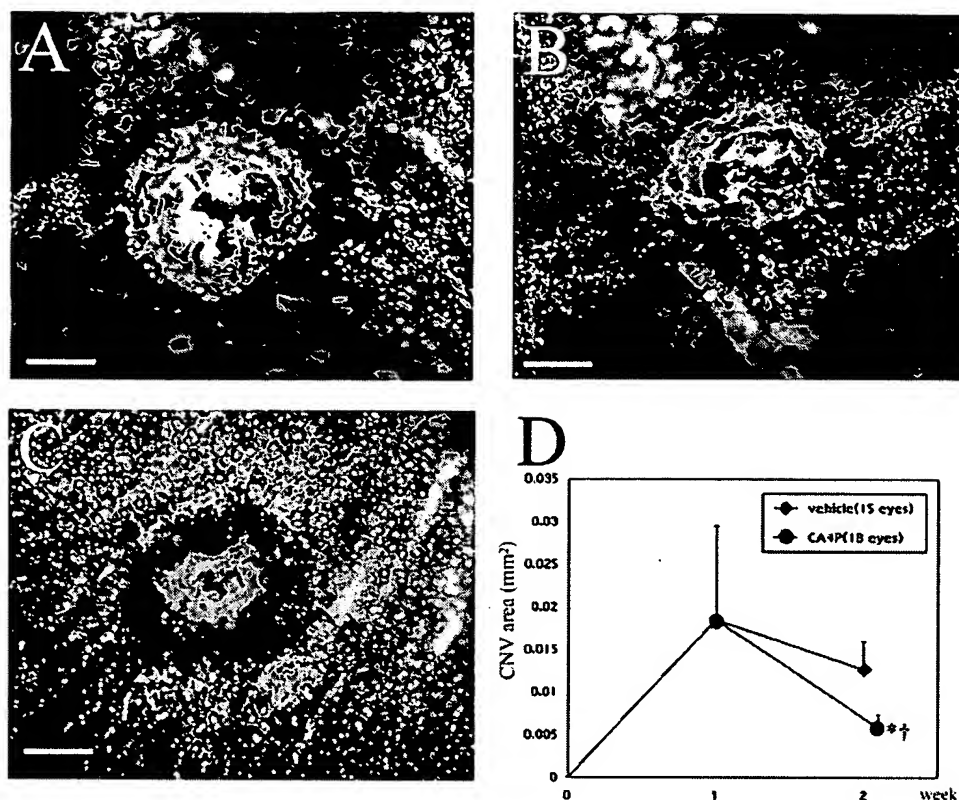 A
B
C
D
0.035
0.03
0.025
0.02
0.015
0.01
0.005
0
CNV area (mm²)
vehicle(15 eyes)
CA4P(18 eyes)
*†
0
1
2
week